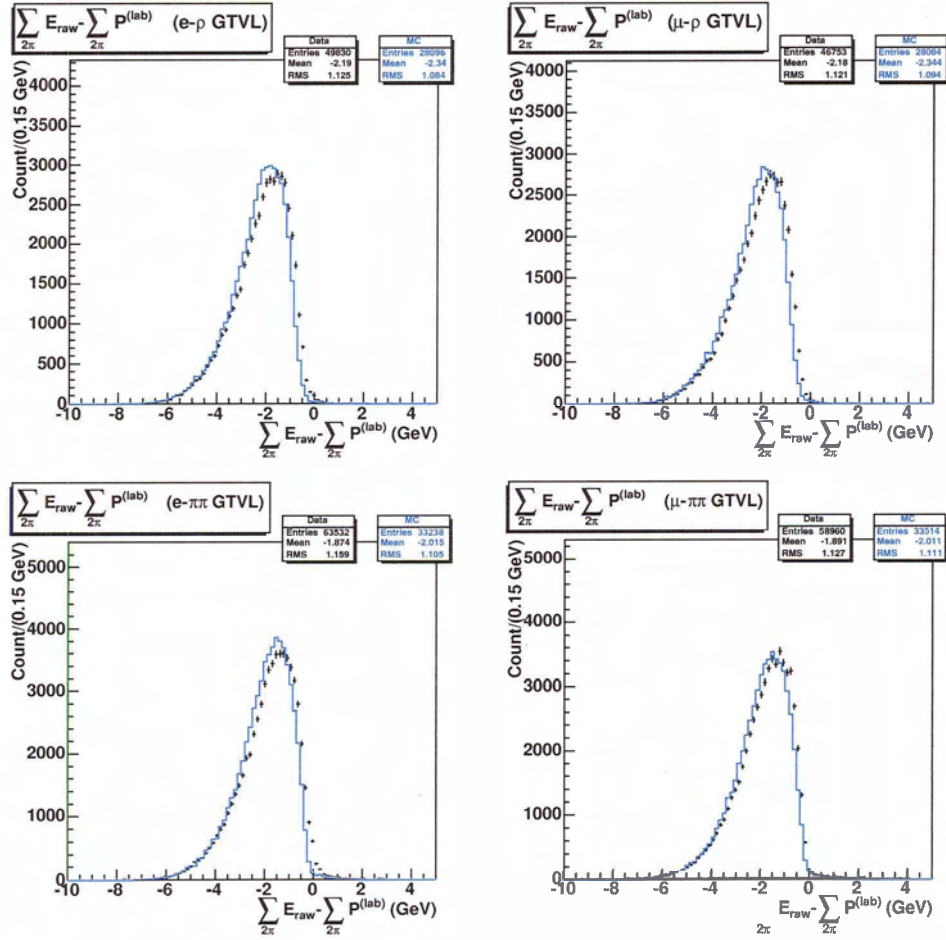 ∑ E_raw-∑ P^(lab) (e-ρ GTVL)
2π 2π
Data
Entries 49830
Mean -2.19
RMS 1.125
MC
Entries 28096
Mean -2.34
RMS 1.084
Count/(0.15 GeV)
4000
3500
3000
2500
2000
1500
1000
500
0
-10 -8 -6 -4 -2 0 2 4
∑ E_raw-∑ P^(lab) (GeV)
2π 2π
∑ E_raw-∑ P^(lab) (μ-ρ GTVL)
2π 2π
Data
Entries 46753
Mean -2.18
RMS 1.121
MC
Entries 28084
Mean -2.344
RMS 1.094
Count/(0.15 GeV)
4000
3500
3000
2500
2000
1500
1000
500
0
-10 -8 -6 -4 -2 0 2 4
∑ E_raw-∑ P^(lab) (GeV)
2π 2π
∑ E_raw-∑ P^(lab) (e-ππ GTVL)
2π 2π
Data
Entries 63532
Mean -1.874
RMS 1.159
MC
Entries 33238
Mean -2.015
RMS 1.105
Count/(0.15 GeV)
5000
4000
3000
2000
1000
0
-10 -8 -6 -4 -2 0 2 4
∑ E_raw-∑ P^(lab) (GeV)
2π 2π
∑ E_raw-∑ P^(lab) (μ-ππ GTVL)
2π 2π
Data
Entries 58960
Mean -1.891
RMS 1.127
MC
Entries 33514
Mean -2.011
RMS 1.111
Count/(0.15 GeV)
5000
4000
3000
2000
1000
0
-10 -8 -6 -4 -2 0 2 4
E_raw-∑ P^(lab) (GeV)
2π 2π